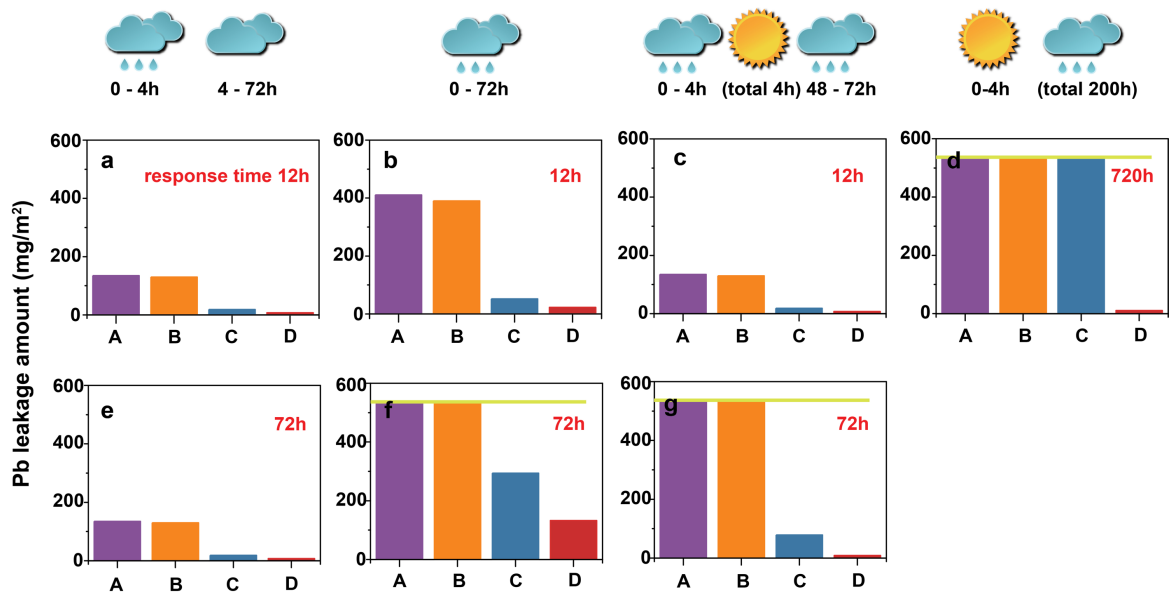 0 - 4h 4 - 72h 0 - 72h 0 - 4h (total 4h) 48 - 72h 0-4h (total 200h)
Pb leakage amount (mg/m²)
600 a response time 12h
400
200
0
A B C D
600 b 12h
400
200
0
A B C D
600 c 12h
400
200
0
A B C D
600 d 720h
400
200
0
A B C D
600 e 72h
400
200
0
A B C D
600 f 72h
400
200
0
A B C D
600 g 72h
400
200
0
A B C D